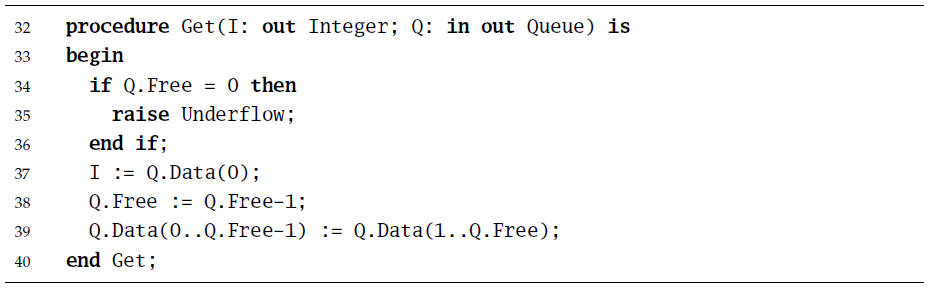 32 procedure Get(I: out Integer; Q: in out Queue) is
33 begin
34 if Q.Free = 0 then
35 raise Underflow;
36 end if;
37 I := Q.Data(0);
38 Q.Free := Q.Free-1;
39 Q.Data(0..Q.Free-1) := Q.Data(1..Q.Free);
40 end Get;